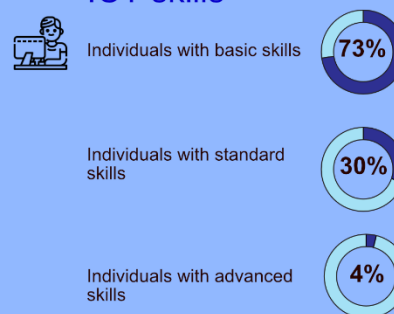 Individuals with basic skills
73%
Individuals with standard
skills
30%
Individuals with advanced
skills
4%